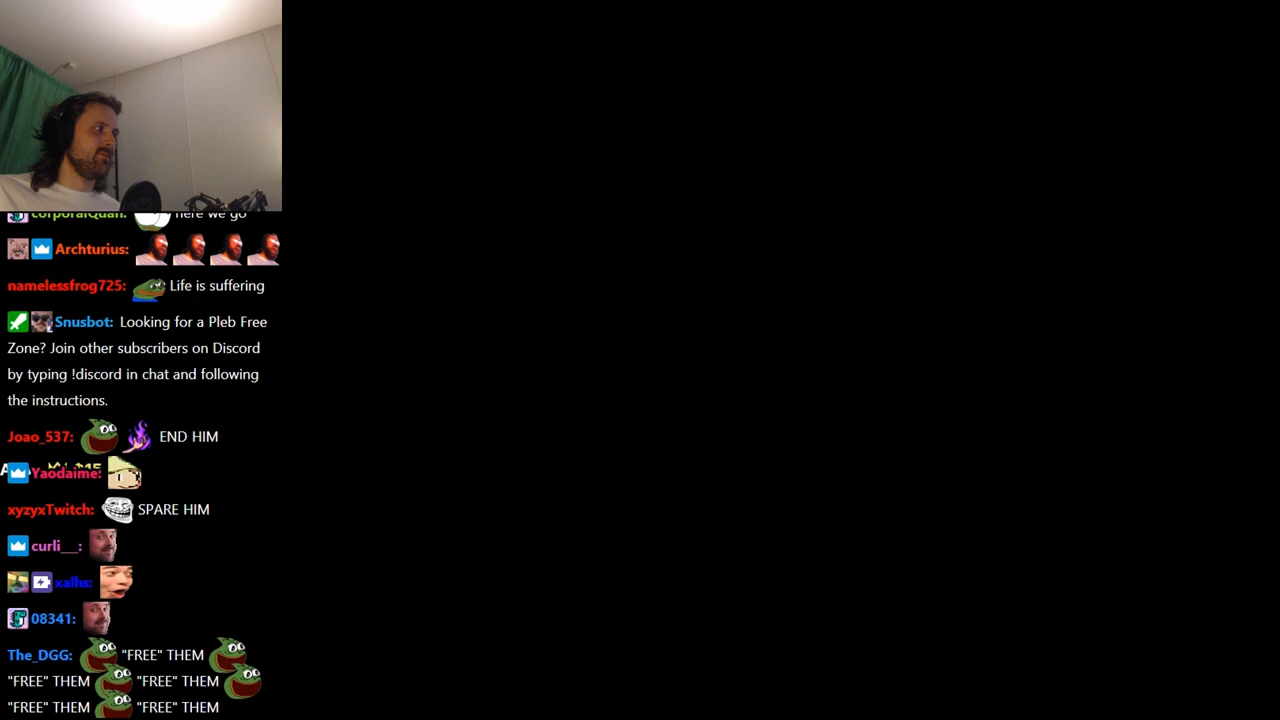 corporalQuan: here we go
Archturius:
namelessfrog725: Life is suffering
Snusbot: Looking for a Pleb Free
Zone? Join other subscribers on Discord
by typing !discord in chat and following
the instructions.
Joao_537: END HIM
Yaodaime:
xyzyxTwitch: SPARE HIM
curli___:
xalhs:
08341:
The_DGG: "FREE" THEM
"FREE" THEM "FREE" THEM
"FREE" THEM "FREE" THEM